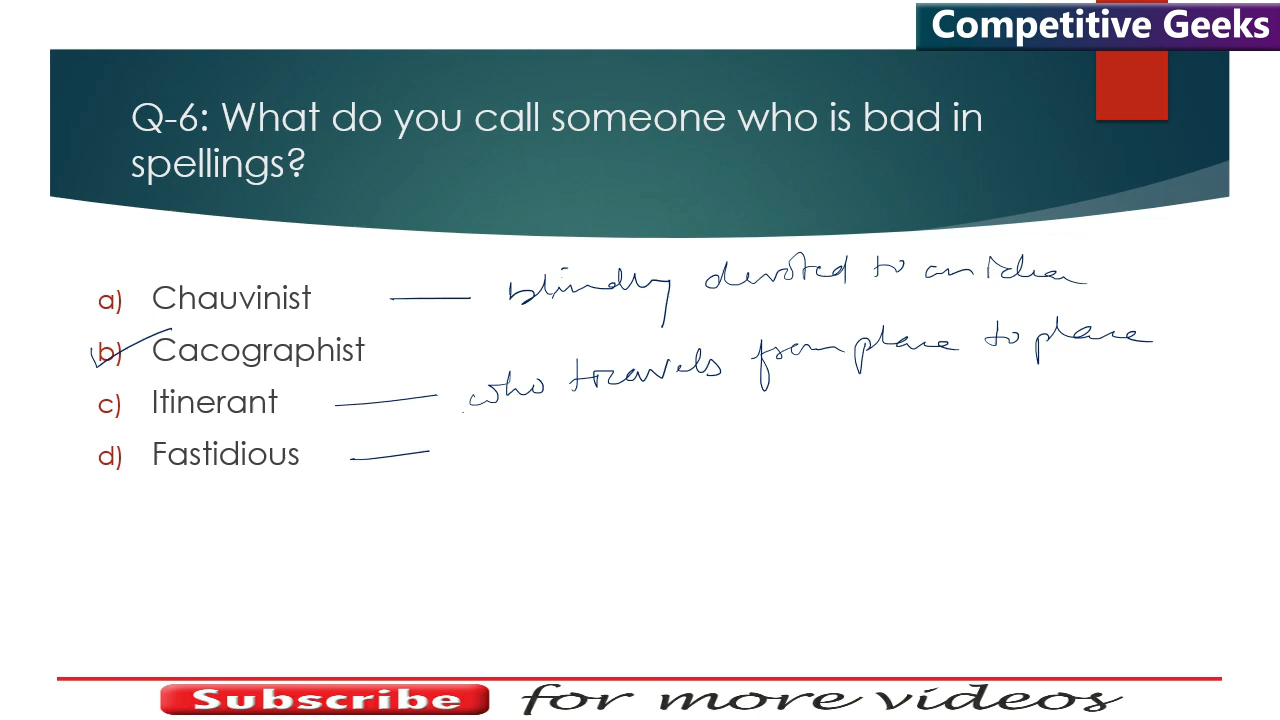 Competitive Geeks
Q-6: What do you call someone who is bad in
spellings?
a) Chauvinist — blindly devoted to an idea
b) Cacographist
c) Itinerant — who travels from place to place
d) Fastidious —
Subscribe for more videos